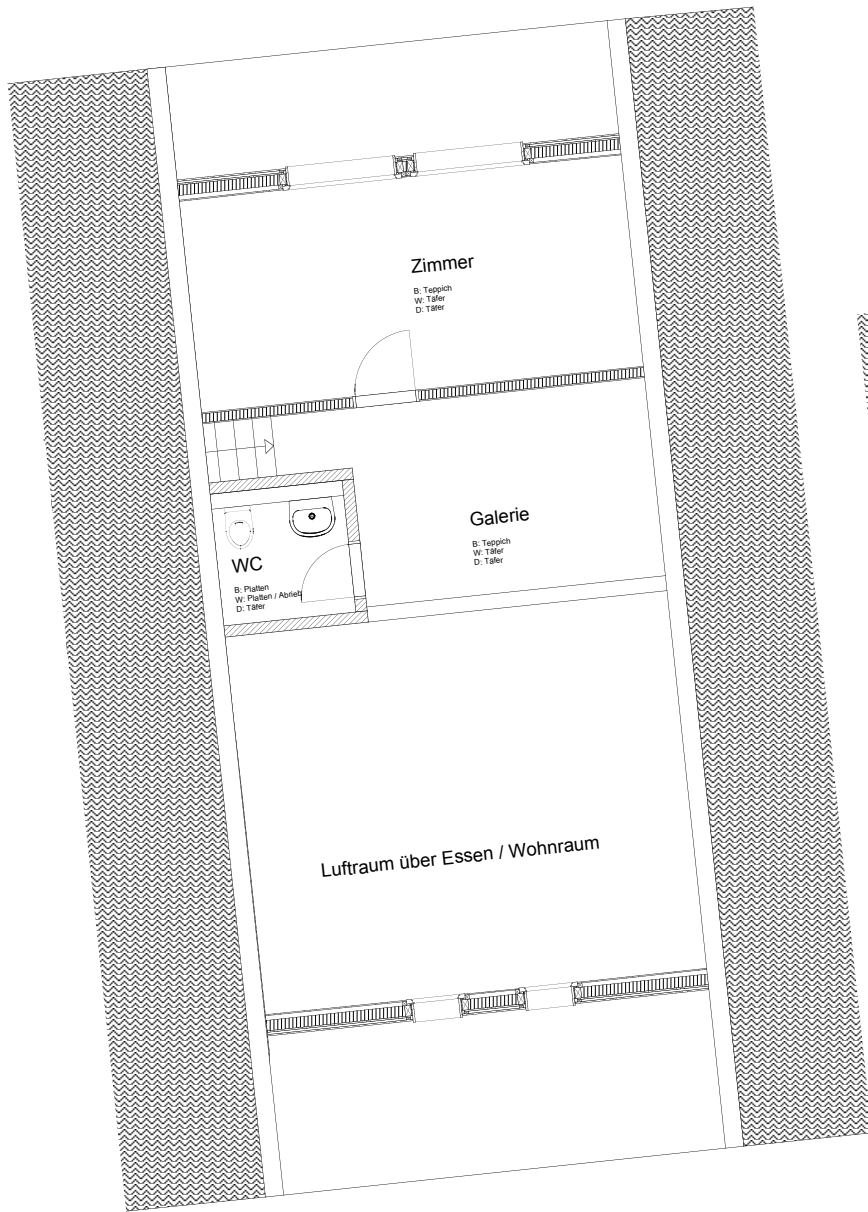 Zimmer
B: Teppich
W: Täfer
D: Täfer
Galerie
B: Teppich
W: Täfer
D: Täfer
WC
B: Platten
W: Platten / Abrieb
D: Täfer
Luftraum über Essen / Wohnraum